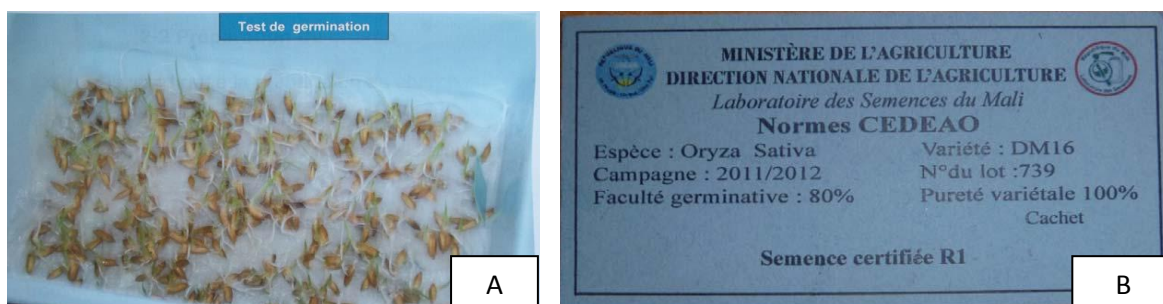 Test de germination
A
MINISTÈRE DE L'AGRICULTURE
DIRECTION NATIONALE DE L'AGRICULTURE
Laboratoire des Semences du Mali
Normes CEDEAO
Espèce : Oryza Sativa Variété : DM16
Campagne : 2011/2012 N°du lot :739
Faculté germinative : 80% Pureté variétale 100%
Cachet
Semence certifiée R1
B